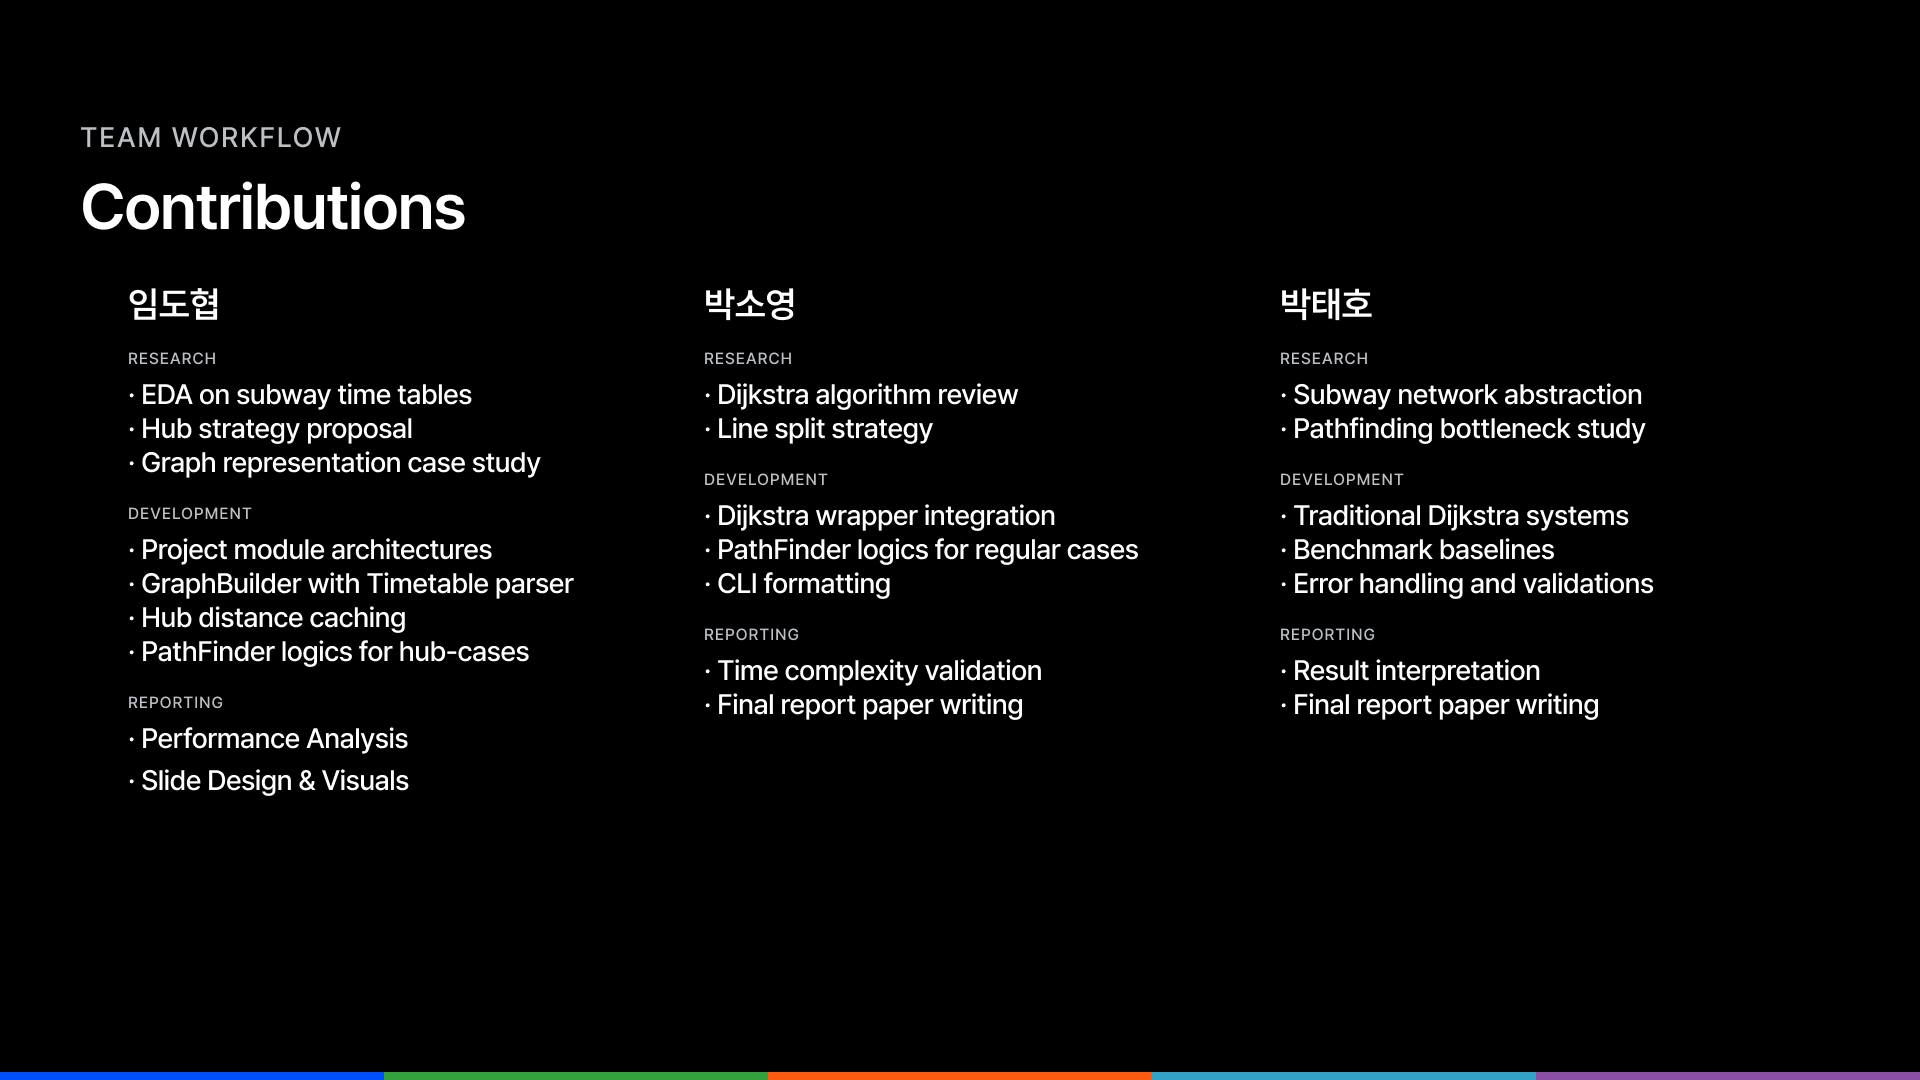 TEAM WORKFLOW
Contributions
임도협
RESEARCH
· EDA on subway time tables
· Hub strategy proposal
· Graph representation case study
DEVELOPMENT
· Project module architectures
· GraphBuilder with Timetable parser
· Hub distance caching
· PathFinder logics for hub-cases
REPORTING
· Performance Analysis
· Slide Design & Visuals
박소영
RESEARCH
· Dijkstra algorithm review
· Line split strategy
DEVELOPMENT
· Dijkstra wrapper integration
· PathFinder logics for regular cases
· CLI formatting
REPORTING
· Time complexity validation
· Final report paper writing
박태호
RESEARCH
· Subway network abstraction
· Pathfinding bottleneck study
DEVELOPMENT
· Traditional Dijkstra systems
· Benchmark baselines
· Error handling and validations
REPORTING
· Result interpretation
· Final report paper writing